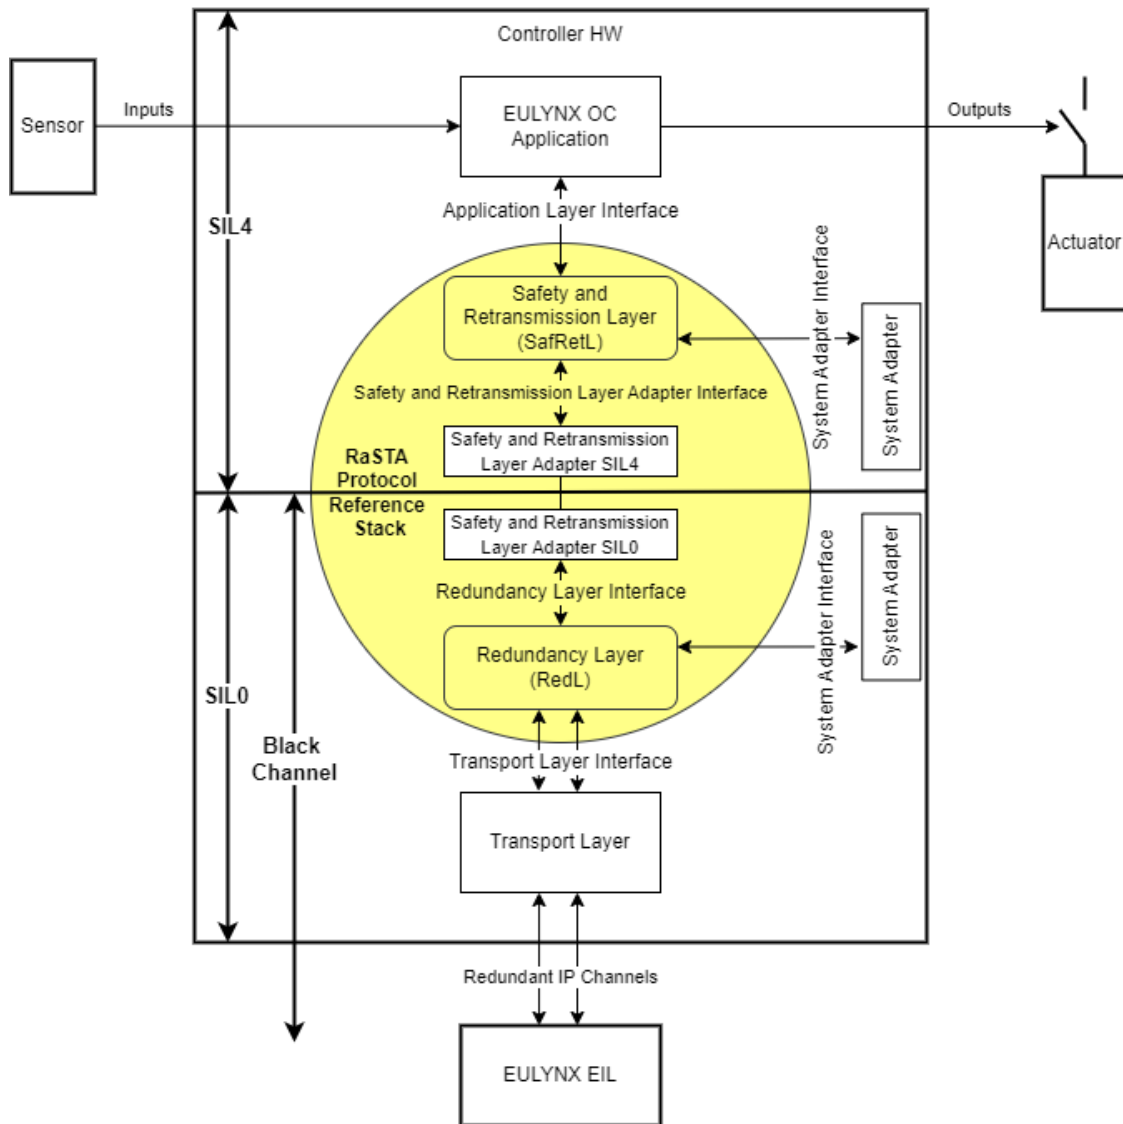 Controller HW
Sensor
Inputs
EULYNX OC
Application
Outputs
Actuator
Application Layer Interface
SIL4
Safety and
Retransmission Layer
(SafRetL)
System Adapter Interface
System Adapter
Safety and Retransmission Layer Adapter Interface
Safety and Retransmission
Layer Adapter SIL4
RaSTA
Protocol
Reference
Stack
Safety and Retransmission
Layer Adapter SIL0
Redundancy Layer Interface
Redundancy Layer
(RedL)
System Adapter Interface
System Adapter
SIL0
Black
Channel
Transport Layer Interface
Transport Layer
Redundant IP Channels
EULYNX EIL